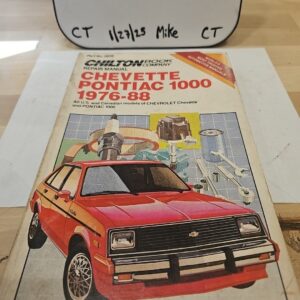 CT 11/27/25 Mike CT
CHILTON BOOK
COMPANY
REPAIR MANUAL
CHEVETTE
PONTIAC 1000
1976-88
All U.S. and Canadian models of CHEVROLET Chevette
and PONTIAC 1000